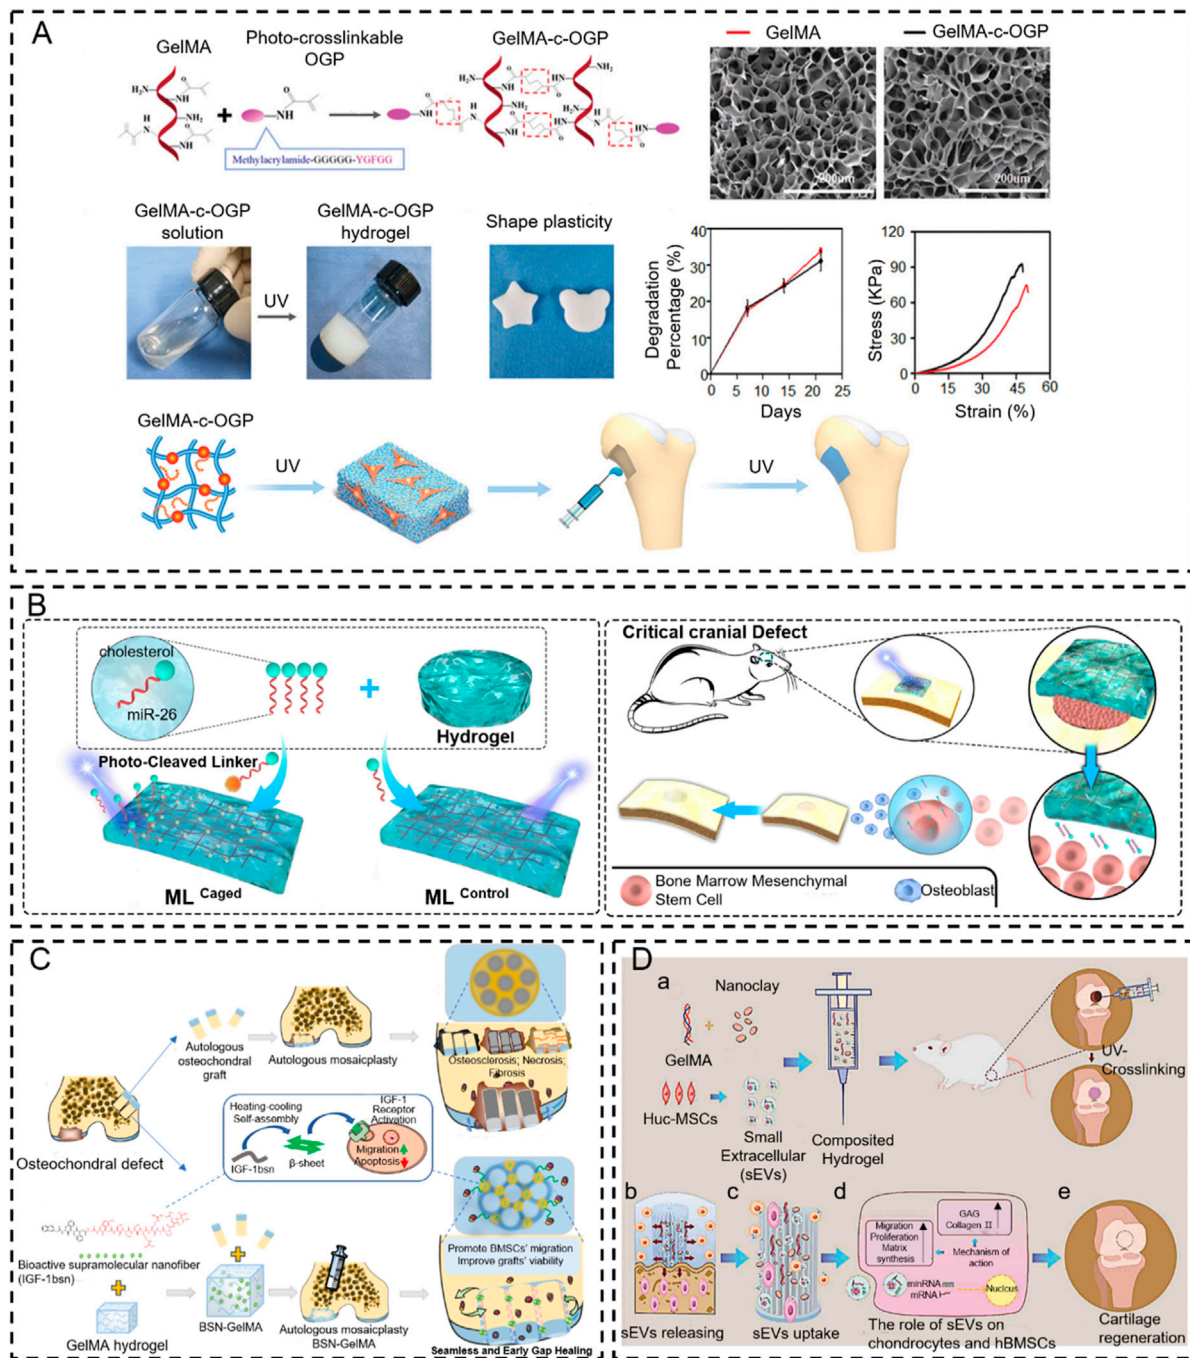 A
GelMA
Photo-crosslinkable
OGP
GelMA-c-OGP
Methylacrylamide-GGGGG-YGFGG
GelMA
GelMA-c-OGP
200um
200um
GelMA-c-OGP
solution
UV
GelMA-c-OGP
hydrogel
Shape plasticity
Degradation
Percentage (%)
40
30
20
10
0
0 5 10 15 20 25
Days
Stress (KPa)
120
90
60
30
0
0 15 30 45 60
Strain (%)
GelMA-c-OGP
UV
UV
B
cholesterol
miR-26
+
Hydrogel
Photo-Cleaved Linker
ML Caged
ML Control
Critical cranial Defect
Bone Marrow Mesenchymal
Stem Cell
Osteoblast
C
Autologous
osteochondral
graft
Autologous mosaicplasty
Osteosclerosis; Necrosis;
Fibrosis
Osteochondral defect
Heating-cooling
Self-assembly
IGF-1bsn
β-sheet
IGF-1
Receptor
Activation
Migration
Apoptosis
Bioactive supramolecular nanofiber
(IGF-1bsn)
GelMA hydrogel
BSN-GelMA
Autologous mosaicplasty
BSN-GelMA
Promote BMSCs' migration
Improve grafts' viability
Seamless and Early Gap Healing
D
a
Nanoclay
GelMA
Huc-MSCs
Small
Extracellular
(sEVs)
Composited
Hydrogel
UV-
Crosslinking
b
sEVs releasing
c
sEVs uptake
d
Migration
Proliferation
Matrix
synthesis
GAG
Collagen II
Mechanism of
action
minRNA
mRNA
Nucus
The role of sEVs on
chondrocytes and hBMSCs
e
Cartilage
regeneration